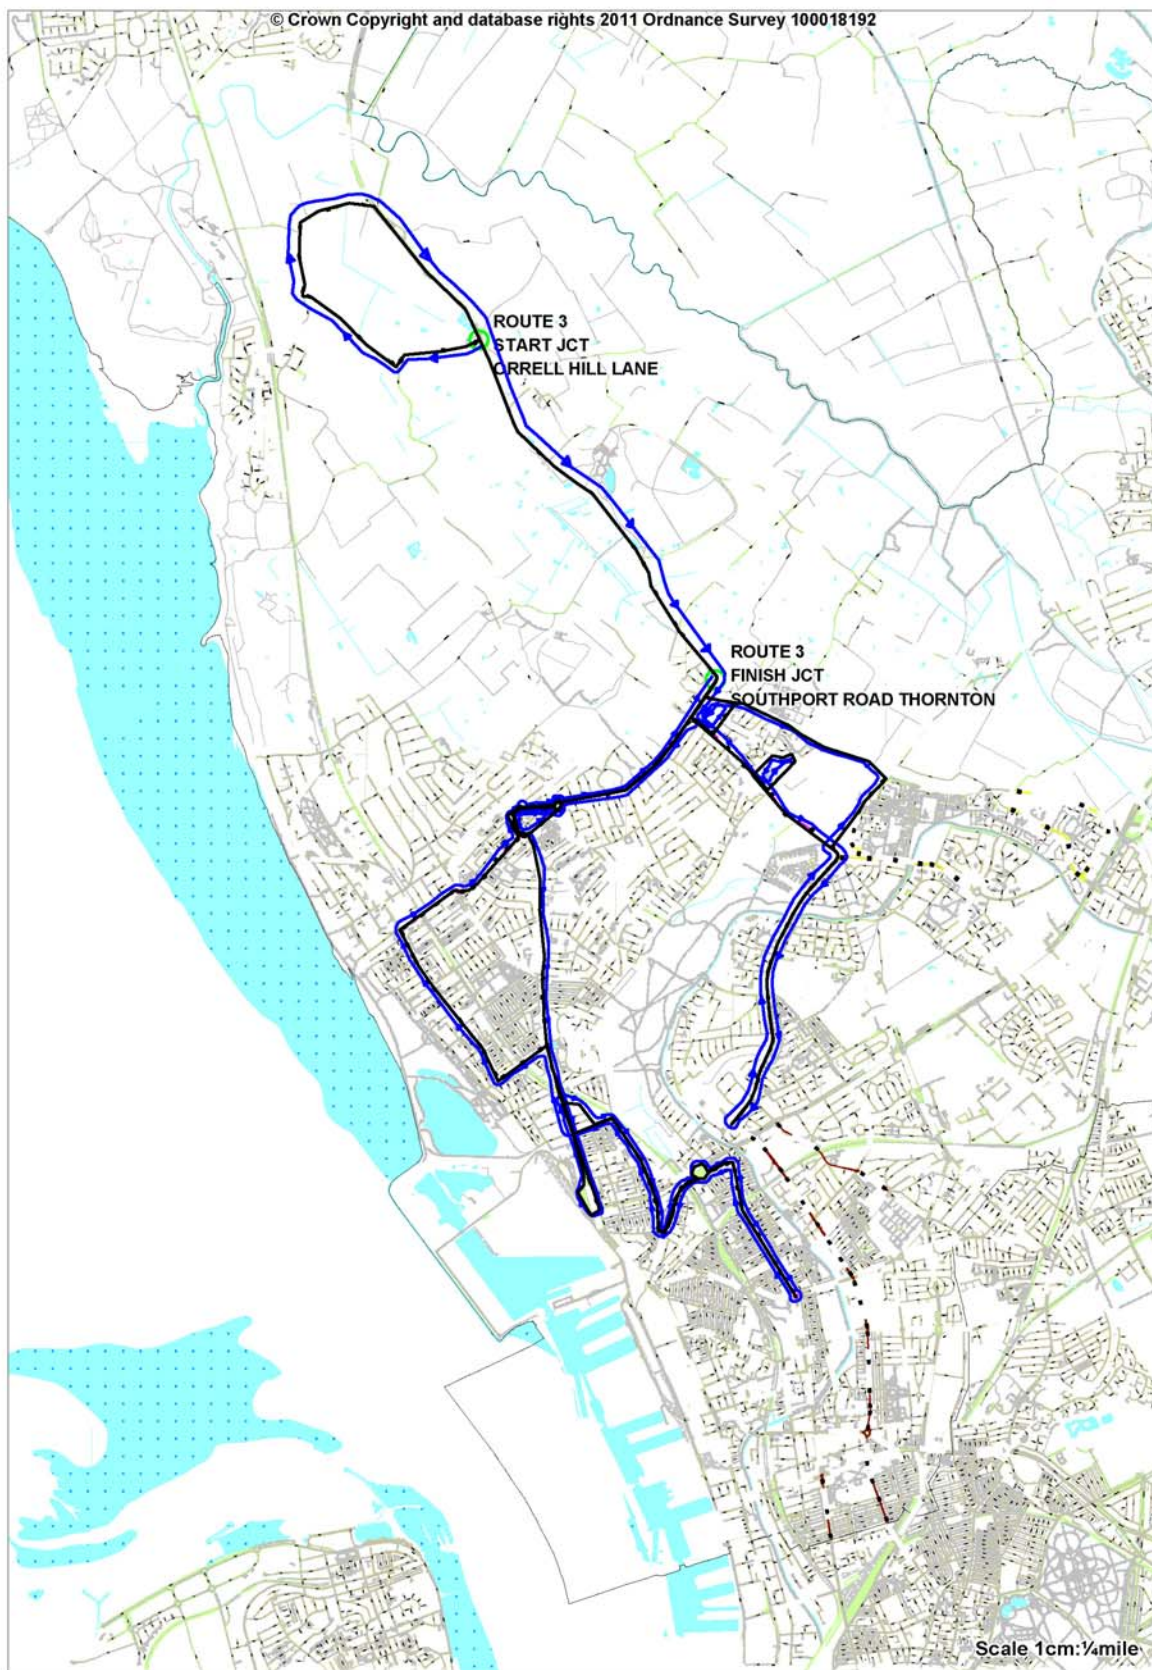 © Crown Copyright and database rights 2011 Ordnance Survey 100018192
ROUTE 3
START JCT
ORRELL HILL LANE
ROUTE 3
FINISH JCT
SOUTHPORT ROAD THORNTON
Scale 1cm:¼mile